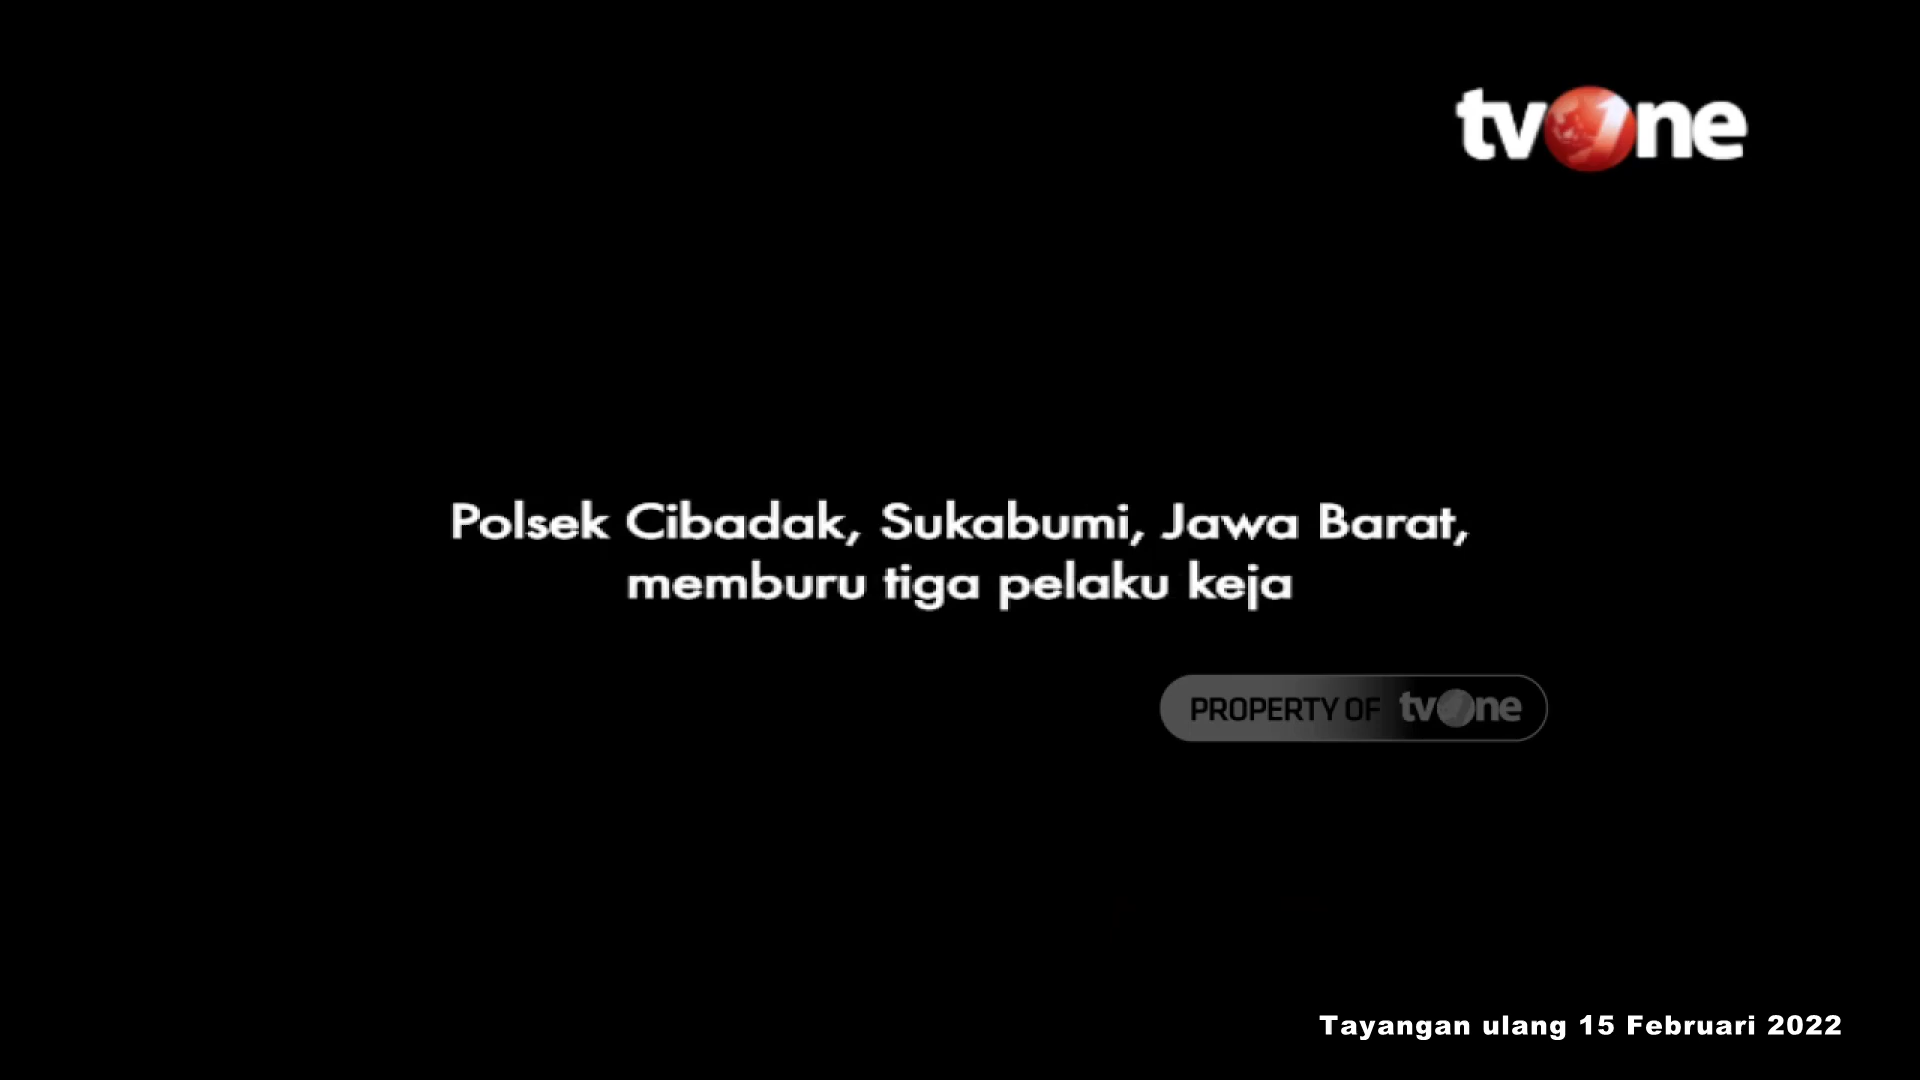 tvOne
Polsek Cibadak, Sukabumi, Jawa Barat,
memburu tiga pelaku keja
PROPERTY OF tvOne
Tayangan ulang 15 Februari 2022